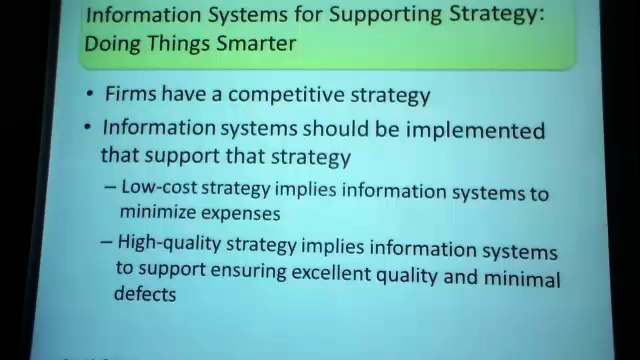 Information Systems for Supporting Strategy:
Doing Things Smarter
• Firms have a competitive strategy
• Information systems should be implemented
that support that strategy
– Low-cost strategy implies information systems to
minimize expenses
– High-quality strategy implies information systems
to support ensuring excellent quality and minimal
defects